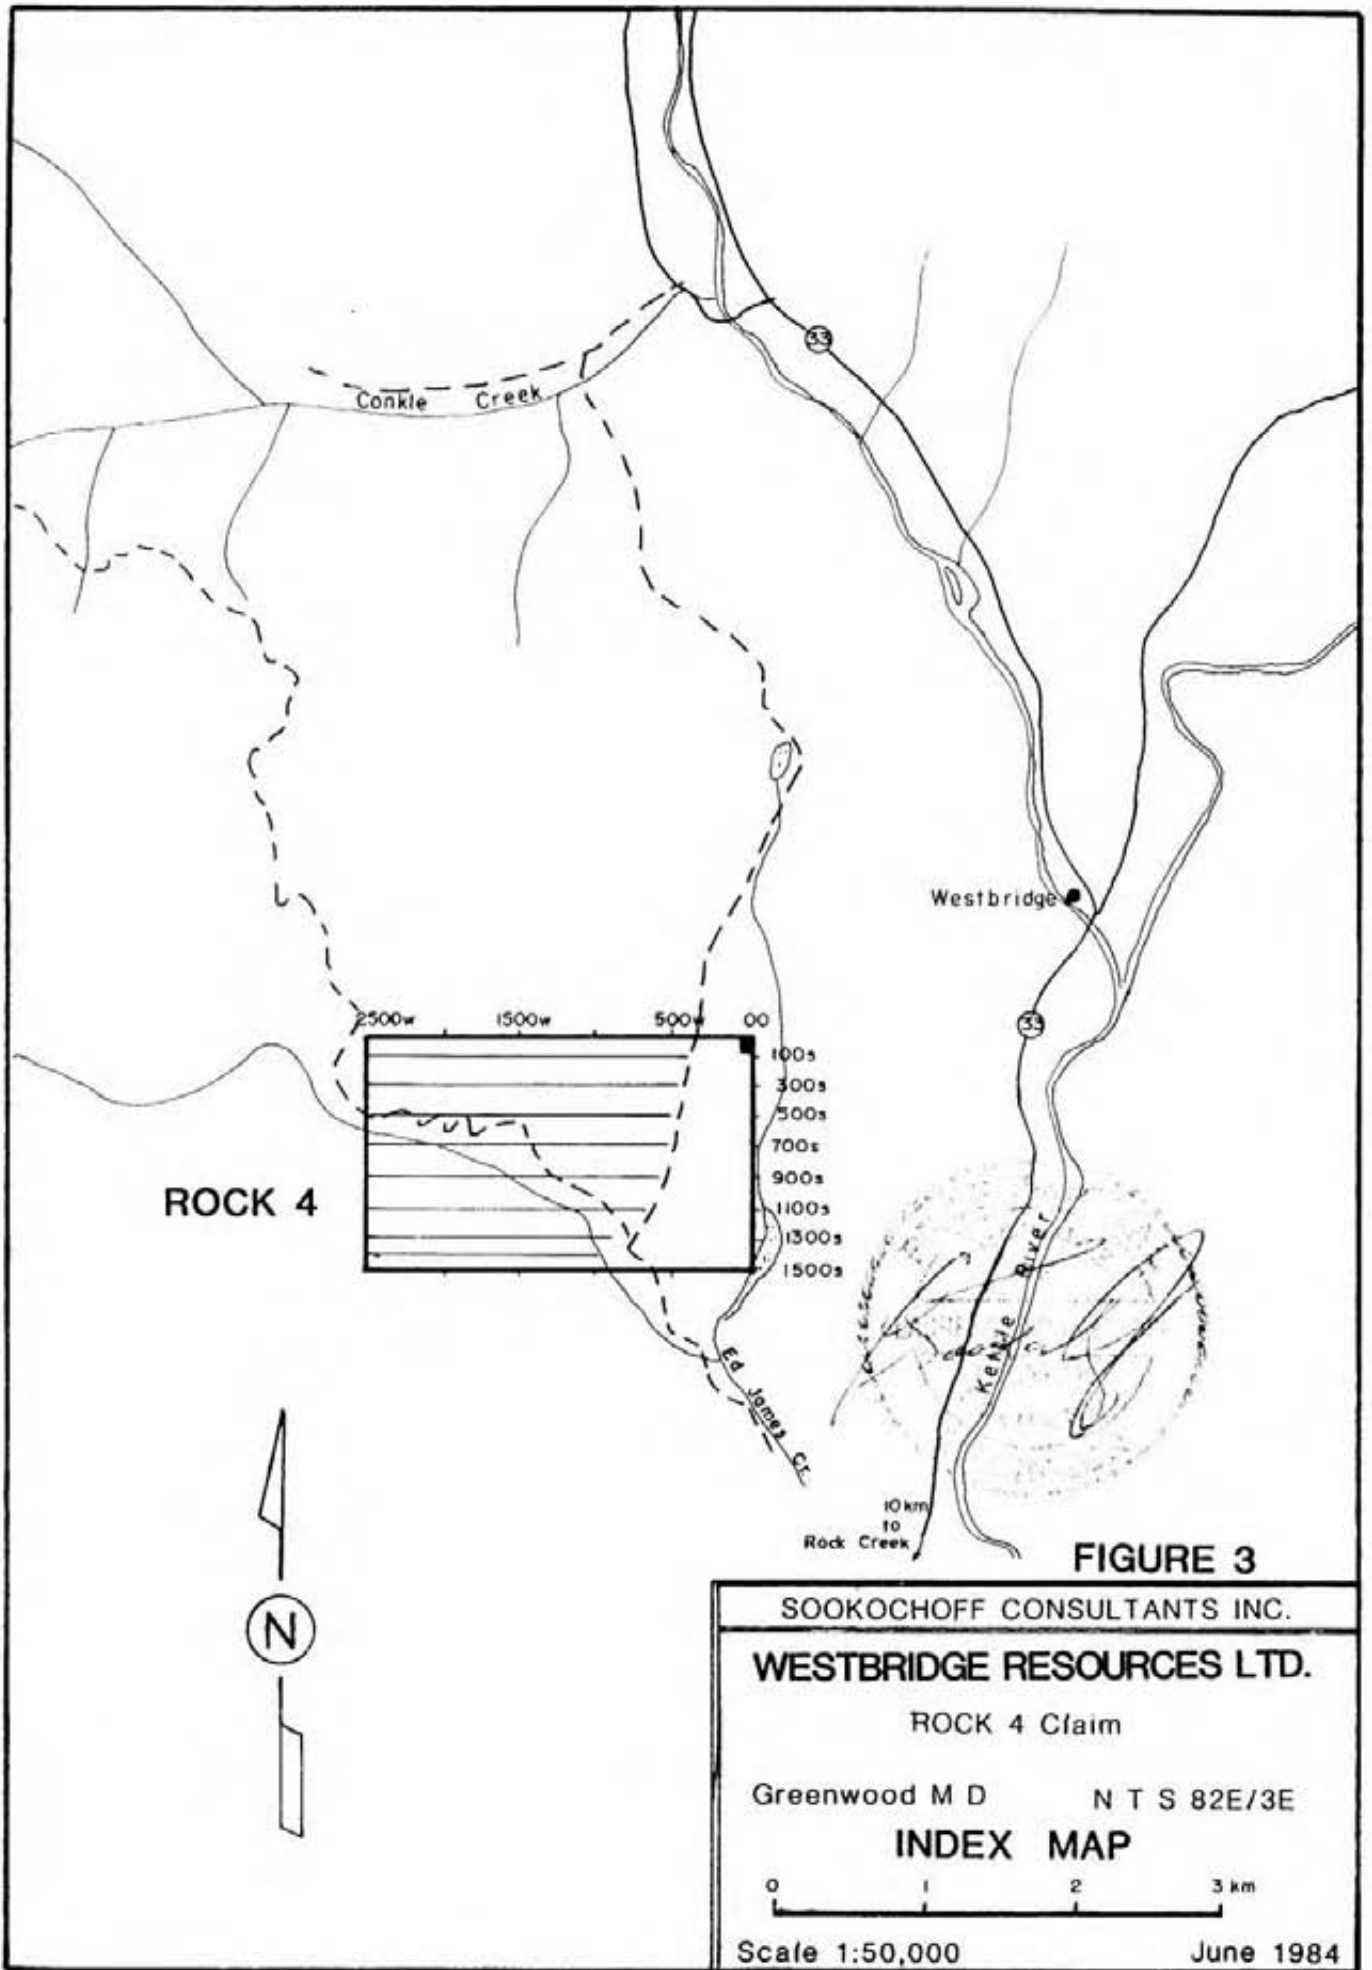 33
Conkle Creek
Westbridge
2500w 1500w 500w 00
33
100s
300s
500s
700s
900s
1100s
1300s
1500s
ROCK 4
Kettle River
Ed James Cr.
10 km
to
Rock Creek
N
FIGURE 3
SOOKOCHOFF CONSULTANTS INC.
WESTBRIDGE RESOURCES LTD.
ROCK 4 Claim
Greenwood M D N T S 82E/3E
INDEX MAP
0 1 2 3 km
Scale 1:50,000 June 1984